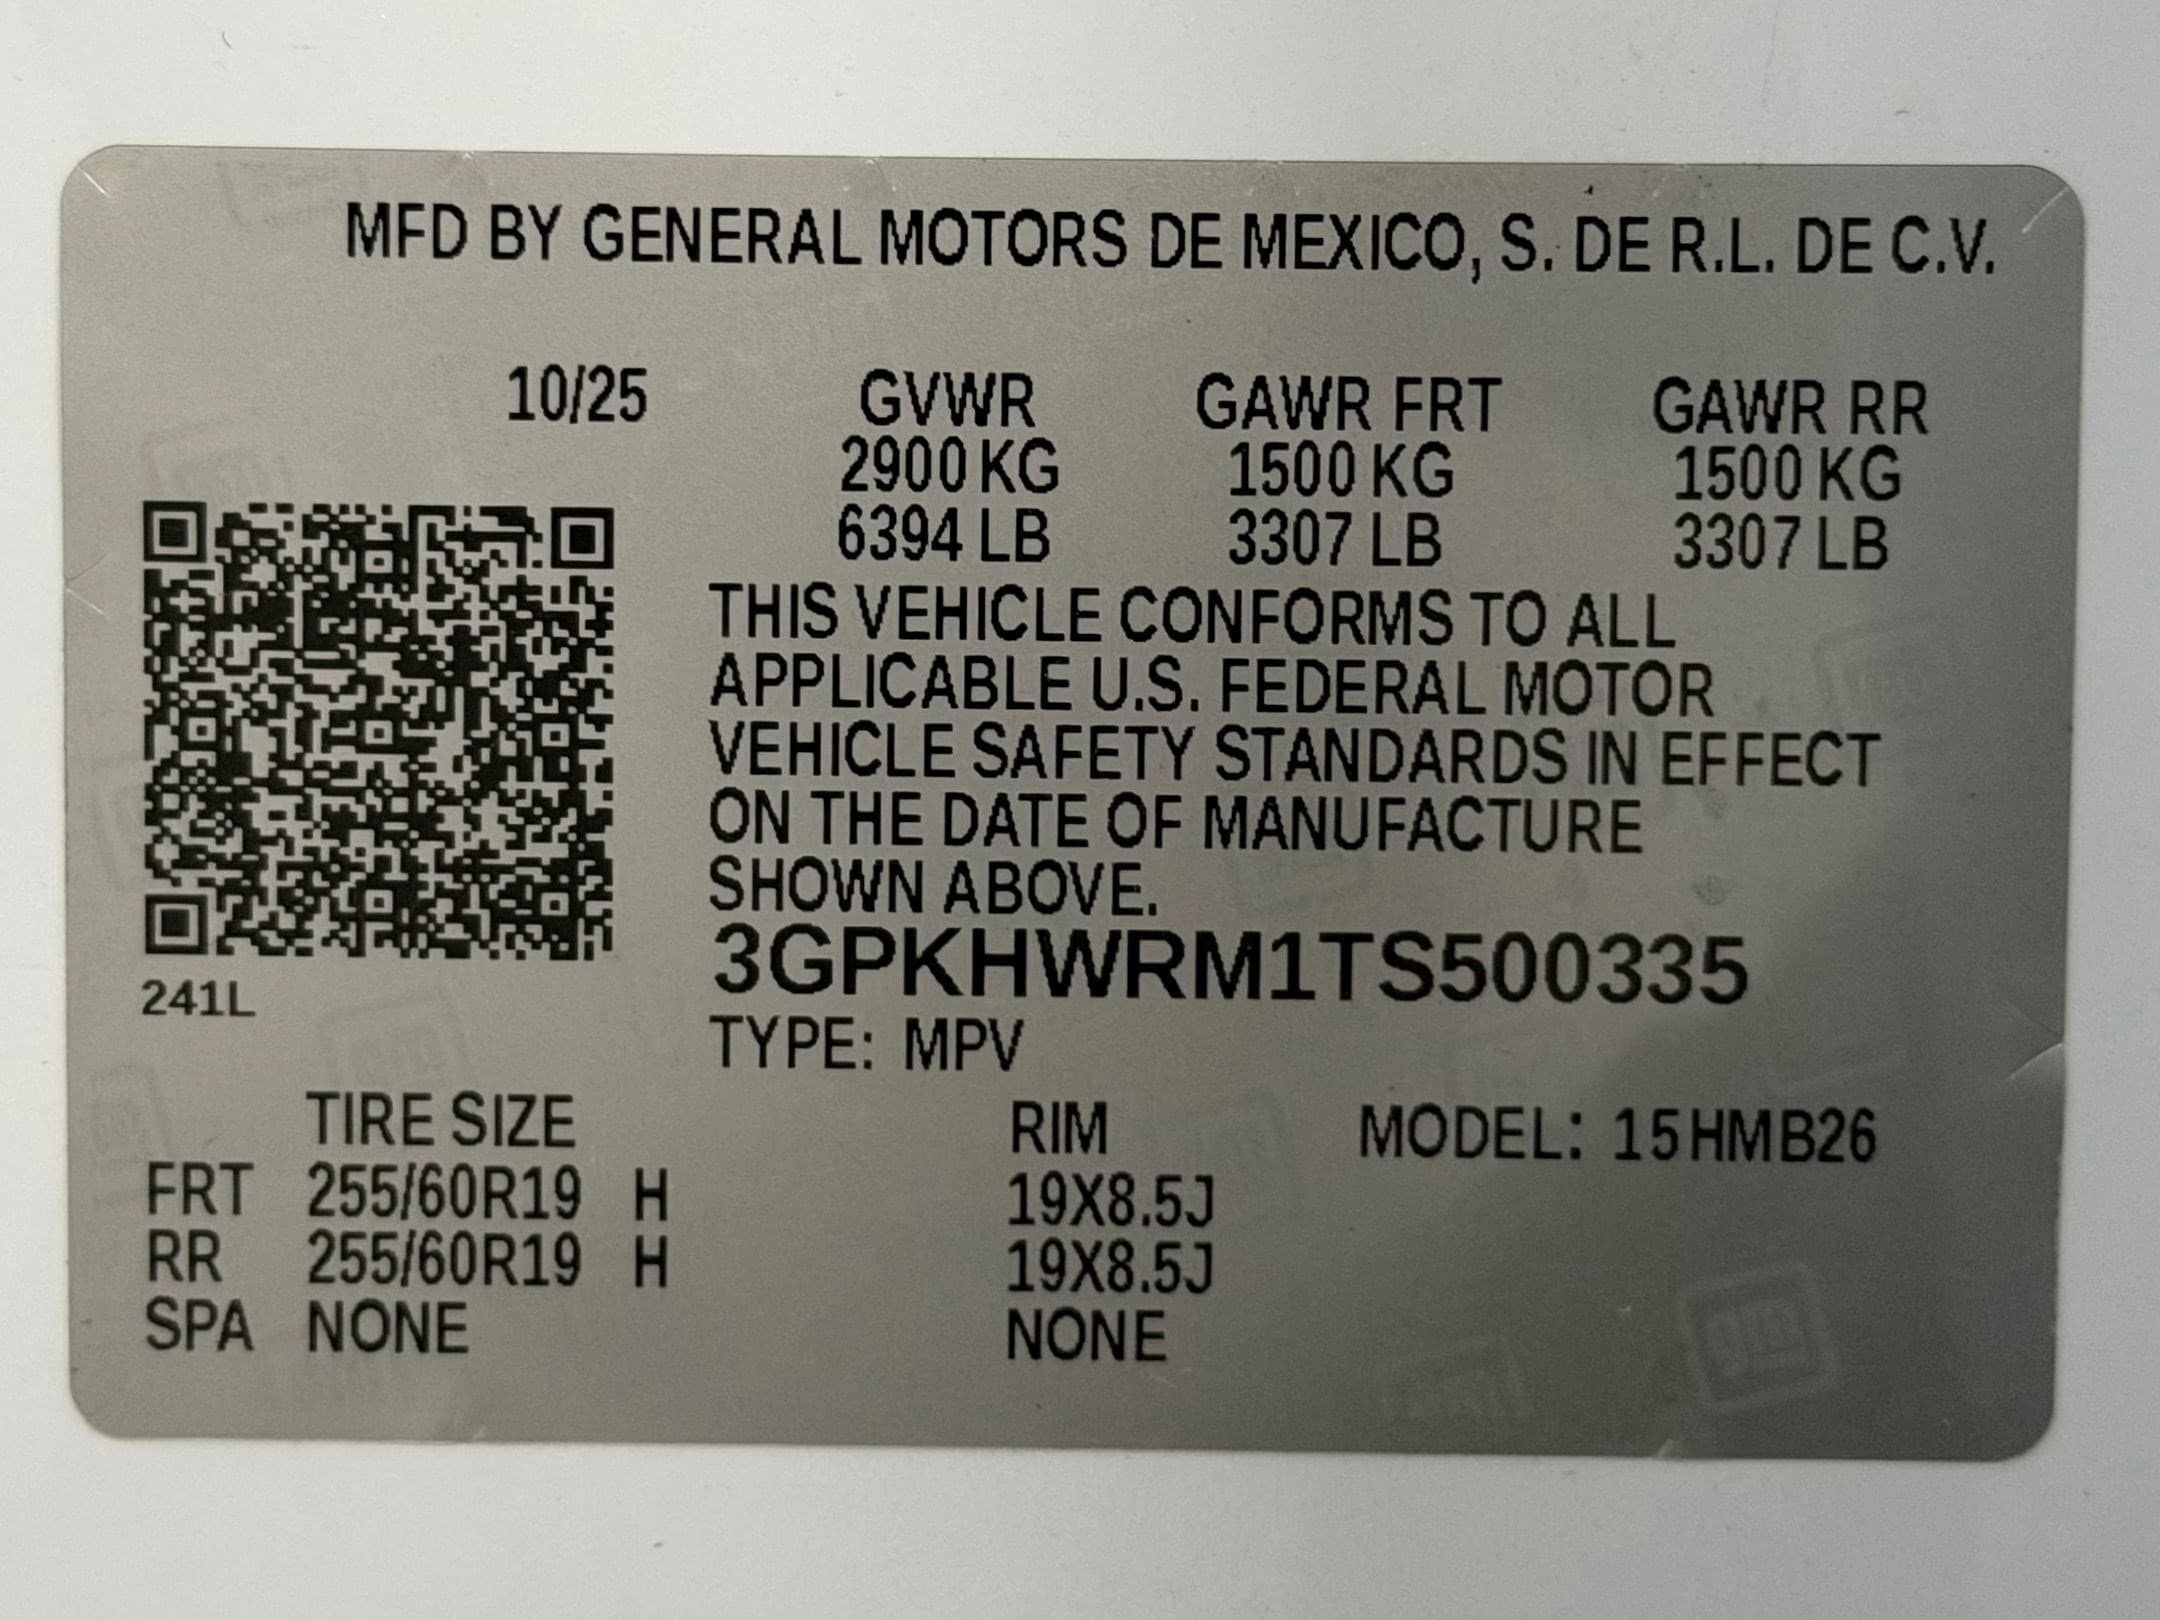 MFD BY GENERAL MOTORS DE MEXICO, S. DE R.L. DE C.V.
10/25 GVWR GAWR FRT GAWR RR
2900 KG 1500 KG 1500 KG
6394 LB 3307 LB 3307 LB
THIS VEHICLE CONFORMS TO ALL
APPLICABLE U.S. FEDERAL MOTOR
VEHICLE SAFETY STANDARDS IN EFFECT
ON THE DATE OF MANUFACTURE
SHOWN ABOVE.
3GPKHWRM1TS500335
241L
TYPE: MPV
TIRE SIZE RIM MODEL: 15HMB26
FRT 255/60R19 H 19X8.5J
RR 255/60R19 H 19X8.5J
SPA NONE NONE
gm